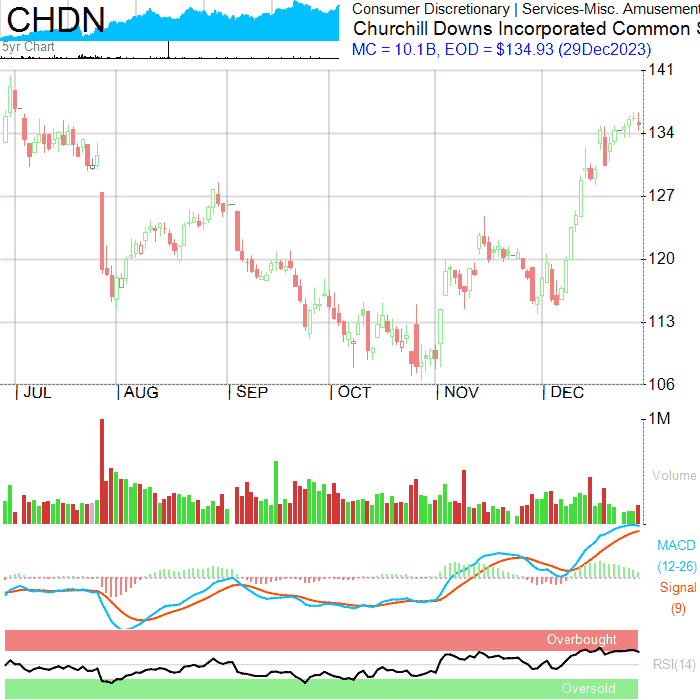 CHDN
5yr Chart
Consumer Discretionary | Services-Misc. Amusement
Churchill Downs Incorporated Common S
MC = 10.1B, EOD = $134.93 (29Dec2023)
141
134
127
120
113
106
JUL AUG SEP OCT NOV DEC
1M
Volume
MACD
(12-26)
Signal
(9)
Overbought
RSI(14)
Oversold